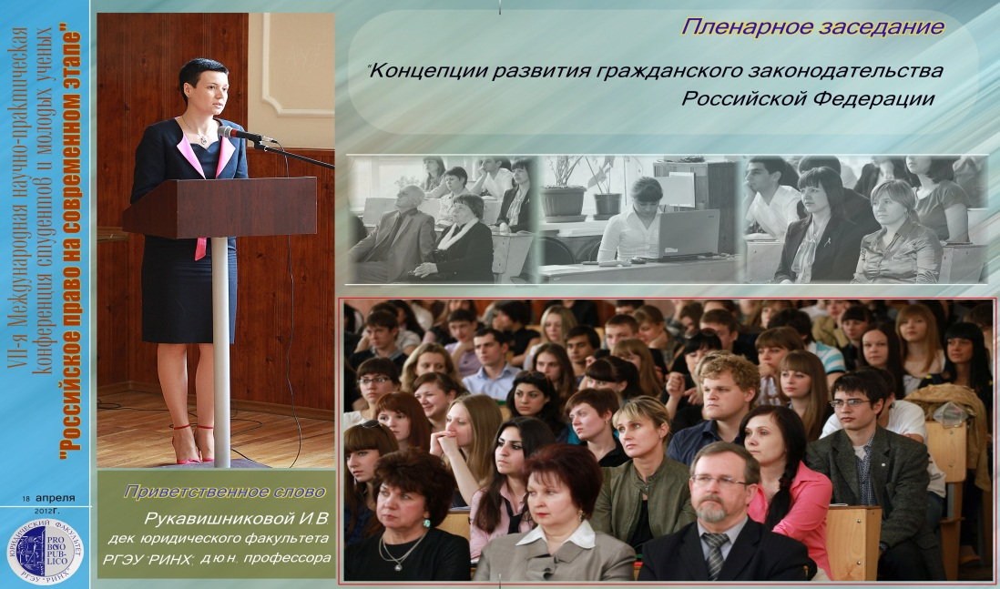 VII-я Международная научно-практическая
конференция студентов и молодых ученых
"Российское право на современном этапе"
18 апреля
2012г.
ЮРИДИЧЕСКИЙ ФАКУЛЬТЕТ
PRO
BONO
PUB-
LICO
РГЭУ "РИНХ"
Приветственное слово
Рукавишниковой И.В.
дек юридического факультета
РГЭУ "РИНХ", д.ю.н. профессора
Пленарное заседание
"Концепции развития гражданского законодательства
Российской Федерации